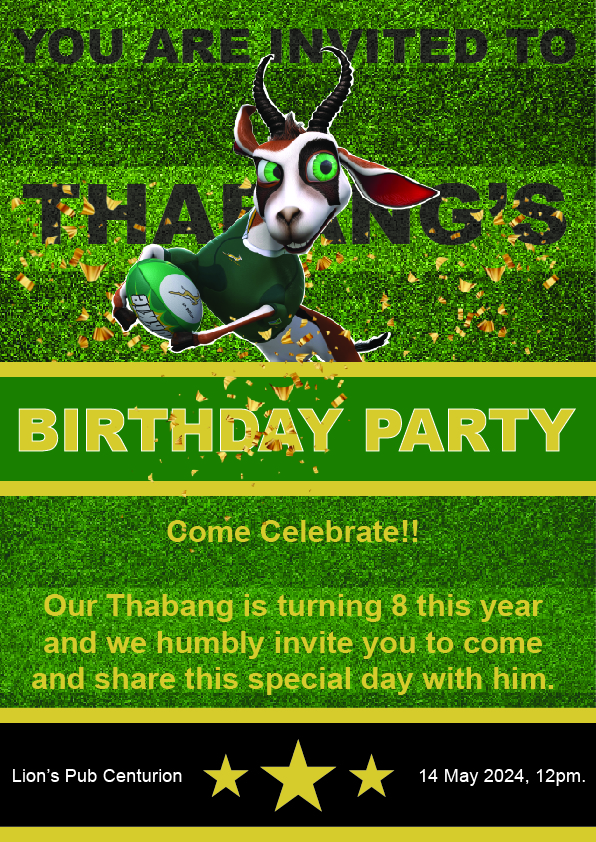 YOU ARE INVITED TO
THABANG'S
BIRTHDAY PARTY
Come Celebrate!!
Our Thabang is turning 8 this year
and we humbly invite you to come
and share this special day with him.
Lion's Pub Centurion
14 May 2024, 12pm.